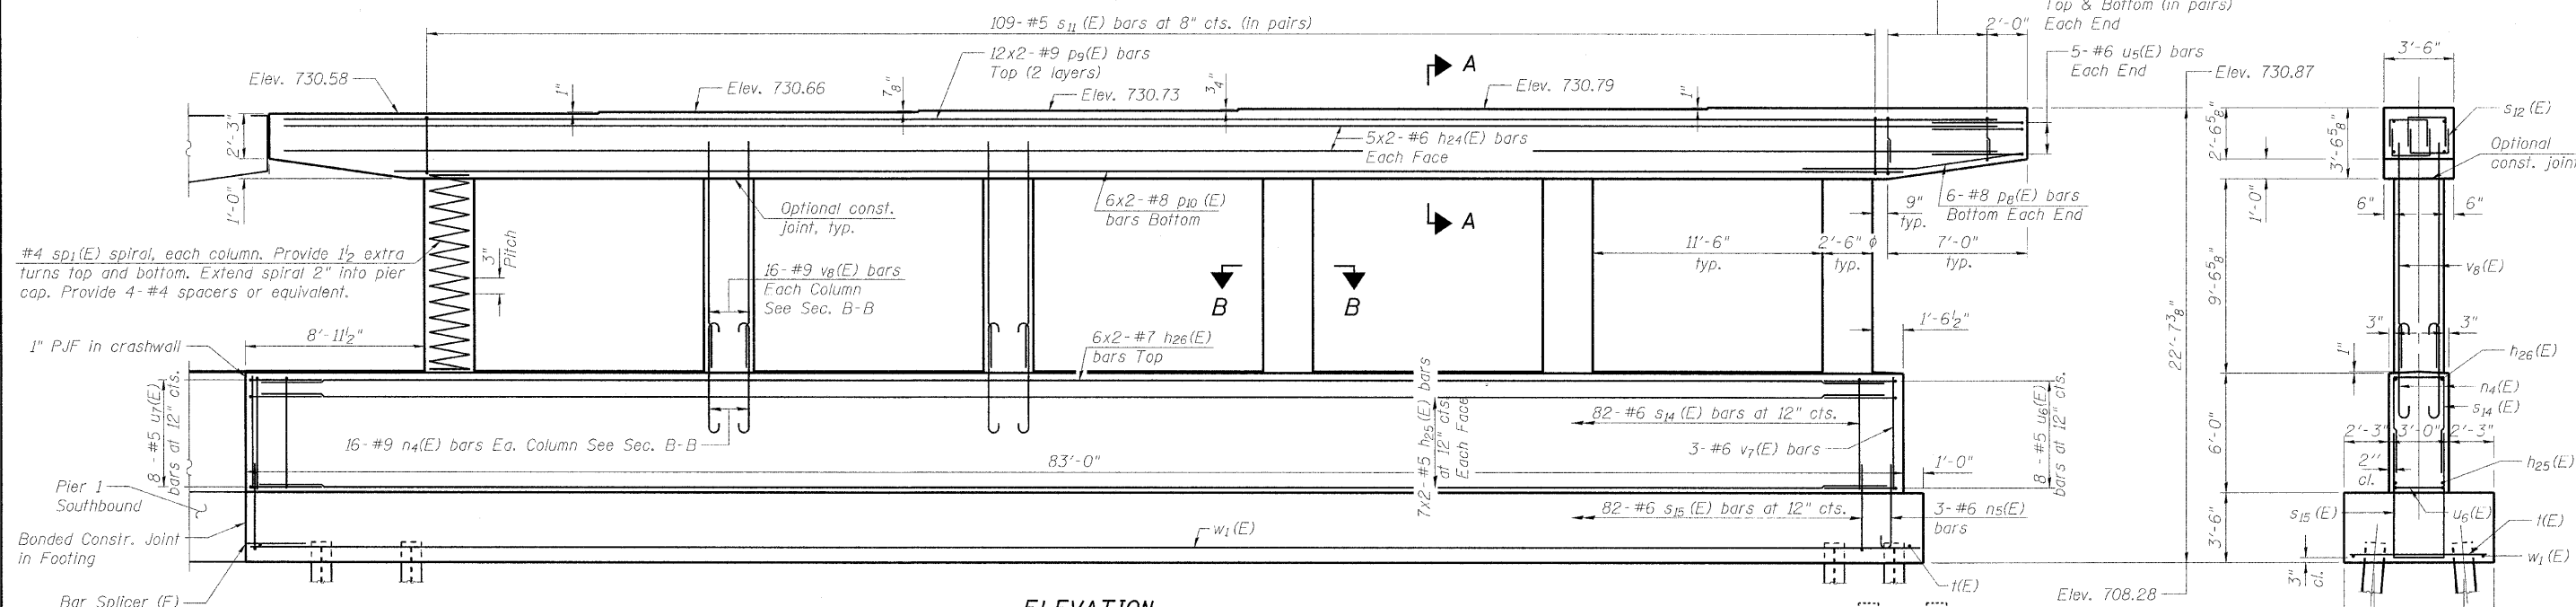 109-#5 s11 (E) bars at 8" cts. (in pairs)
Top & Bottom (in pairs)
Each End
2'-0"
12x2-#9 p9(E) bars
Top (2 layers)
5-#6 u5(E) bars
Each End
3'-6"
Elev. 730.58
1"
Elev. 730.66
7/8"
Elev. 730.73
3/4"
A
Elev. 730.79
1"
Elev. 730.87
s12 (E)
2'-3"
5x2-#6 h24(E) bars
Each Face
2'-6 5/8"
3'-6 5/8"
Optional
const. joint
1'-0"
Optional const.
joint, typ.
6x2-#8 p10 (E)
bars Bottom
A
9"
typ.
6-#8 p8(E) bars
Bottom Each End
1'-0"
6"
6"
#4 sp1(E) spiral, each column. Provide 1 1/2 extra
turns top and bottom. Extend spiral 2" into pier
cap. Provide 4-#4 spacers or equivalent.
3"
Pitch
16-#9 v8(E) bars
Each Column
See Sec. B-B
B
B
11'-6"
typ.
2'-6" ϕ
typ.
7'-0"
typ.
9'-6 5/8"
v8(E)
22'-7 3/8"
8'-11 1/2"
1" PJF in crashwall
6x2-#7 h26(E)
bars Top
1'-6 1/2"
3"
3"
1"
h26(E)
8 - #5 u7(E)
bars at 12" cts.
16-#9 n4(E) bars Ea. Column See Sec. B-B
7x2-#5 h25(E) bars
at 12" cts.
Each Face
82-#6 s14 (E) bars at 12" cts.
3-#6 v7(E) bars
8 - #5 u6(E)
bars at 12" cts.
n4(E)
s14 (E)
6'-0"
2'-3"
3'-0"
2'-3"
83'-0"
1'-0"
2"
cl.
h25(E)
Pier 1
Southbound
82-#6 s15 (E) bars at 12" cts.
3-#6 n5(E)
bars
s15 (E)
u6(E)
t(E)
3'-6"
Bonded Constr. Joint
in Footing
w1(E)
w1(E)
3"
cl.
t(E)
Elev. 708.28
Bar Splicer (E)
ELEVATION